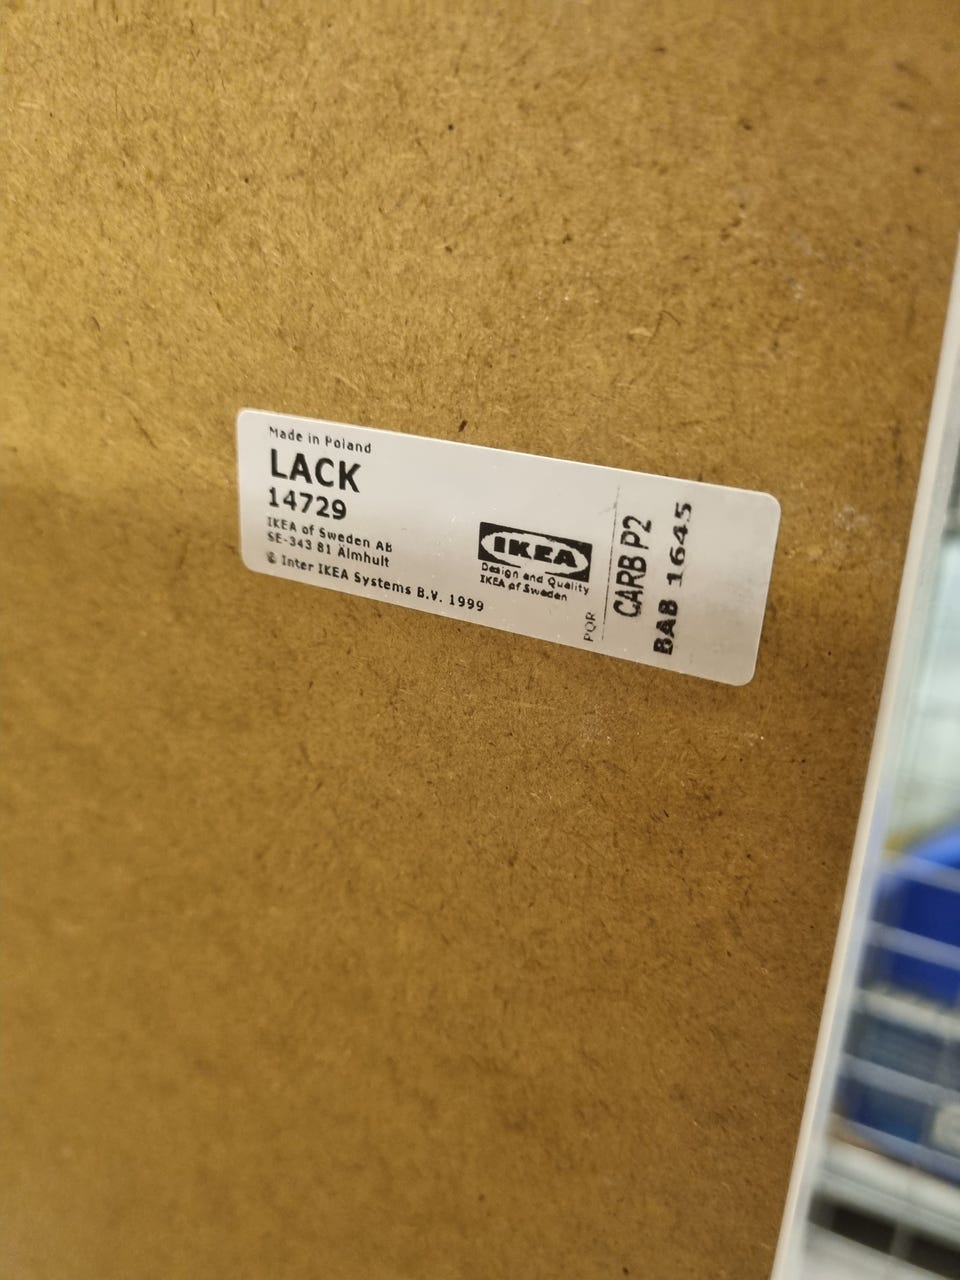 Made in Poland
LACK
14729
IKEA of Sweden AB
SE-343 81 Älmhult
© Inter IKEA Systems B.V. 1999
IKEA
Design and Quality
IKEA of Sweden
PQR
CARB P2
BAB 1645